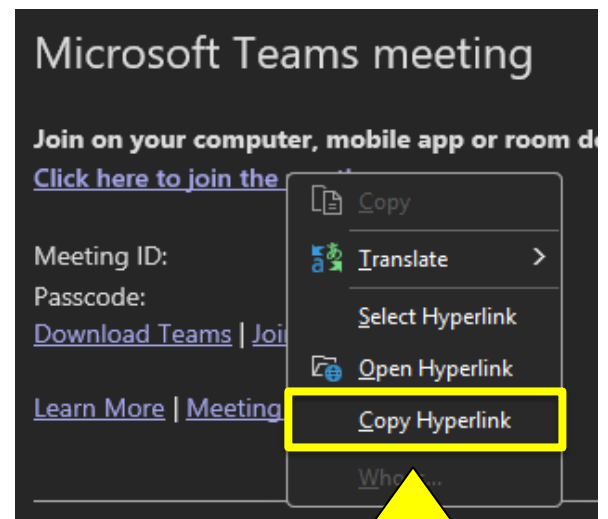 Microsoft Teams meeting
Join on your computer, mobile app or room
Click here to join the
Copy
Meeting ID:
Translate
Passcode:
Select Hyperlink
Download Teams | Joi
Open Hyperlink
Learn More | Meeting
Copy Hyperlink